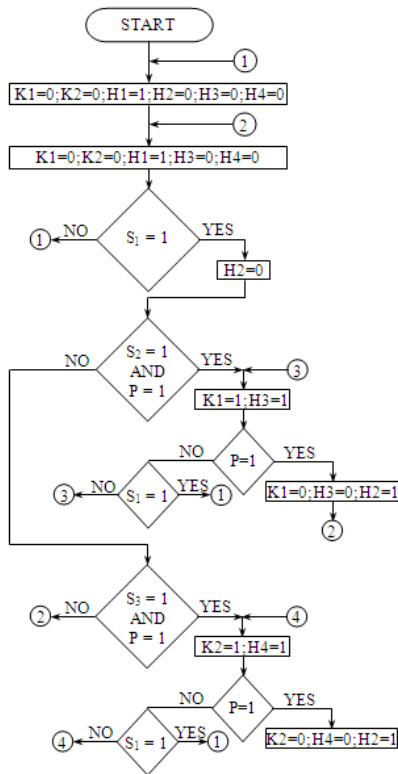 START
1
K1=0;K2=0;H1=1;H2=0;H3=0;H4=0
2
K1=0;K2=0;H1=1;H3=0;H4=0
1
NO
S₁ = 1
YES
H2=0
NO
S₂ = 1
AND
P = 1
YES
3
K1=1;H3=1
NO
P=1
YES
3
NO
S₁ = 1
YES
1
K1=0;H3=0;H2=1
2
2
NO
S₃ = 1
AND
P = 1
YES
4
K2=1;H4=1
NO
P=1
YES
4
NO
S₁ = 1
YES
1
K2=0;H4=0;H2=1